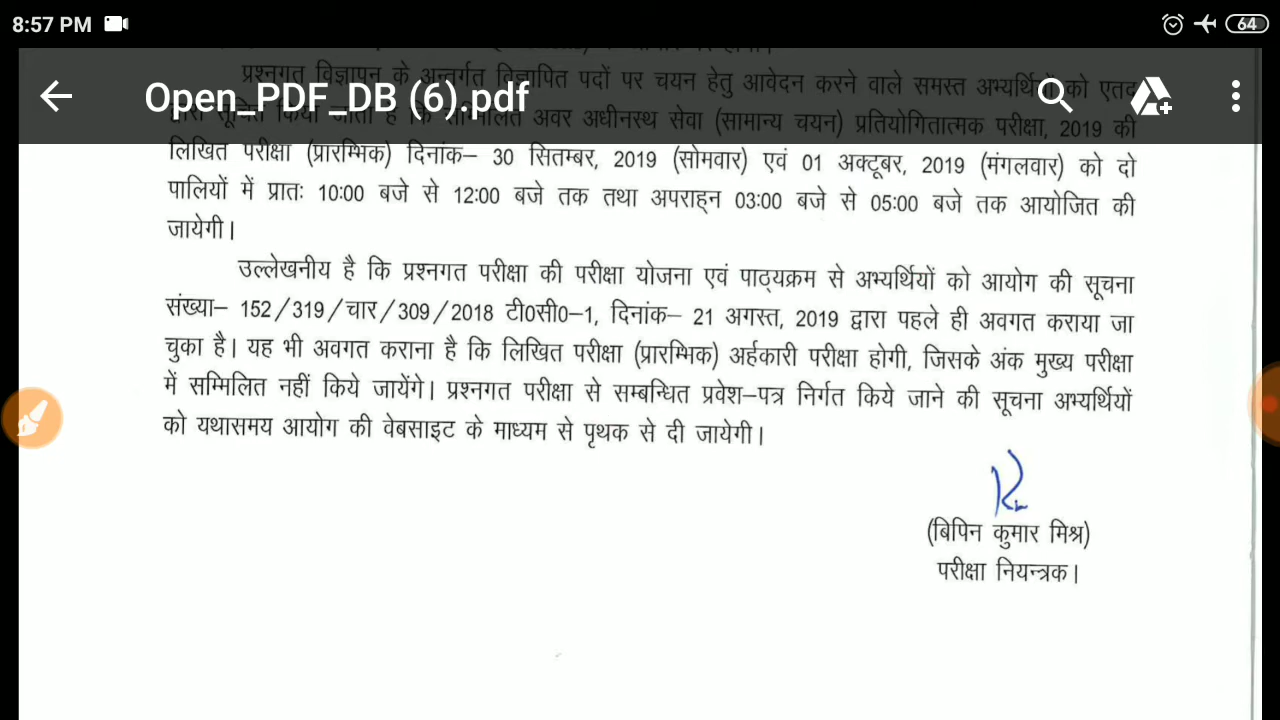 8:57 PM
64
Open_PDF_DB (6).pdf
प्रश्नगत विज्ञापन के अन्तर्गत विज्ञापित पदों पर चयन हेतु आवेदन करने वाले समस्त अभ्यर्थियों को एतद
द्वारा सूचित किया जाता है कि सम्मिलित अवर अधीनस्थ सेवा (सामान्य चयन) प्रतियोगितात्मक परीक्षा, 2019 की
लिखित परीक्षा (प्रारम्भिक) दिनांक– 30 सितम्बर, 2019 (सोमवार) एवं 01 अक्टूबर, 2019 (मंगलवार) को दो
पालियों में प्रातः 10:00 बजे से 12:00 बजे तक तथा अपराह्न 03:00 बजे से 05:00 बजे तक आयोजित की
जायेगी।
उल्लेखनीय है कि प्रश्नगत परीक्षा की परीक्षा योजना एवं पाठ्यक्रम से अभ्यर्थियों को आयोग की सूचना
संख्या– 152/319/चार/309/2018 टी0सी0–1, दिनांक– 21 अगस्त, 2019 द्वारा पहले ही अवगत कराया जा
चुका है। यह भी अवगत कराना है कि लिखित परीक्षा (प्रारम्भिक) अर्हकारी परीक्षा होगी, जिसके अंक मुख्य परीक्षा
में सम्मिलित नहीं किये जायेंगे। प्रश्नगत परीक्षा से सम्बन्धित प्रवेश–पत्र निर्गत किये जाने की सूचना अभ्यर्थियों
को यथासमय आयोग की वेबसाइट के माध्यम से पृथक से दी जायेगी।
(बिपिन कुमार मिश्र)
परीक्षा नियन्त्रक।